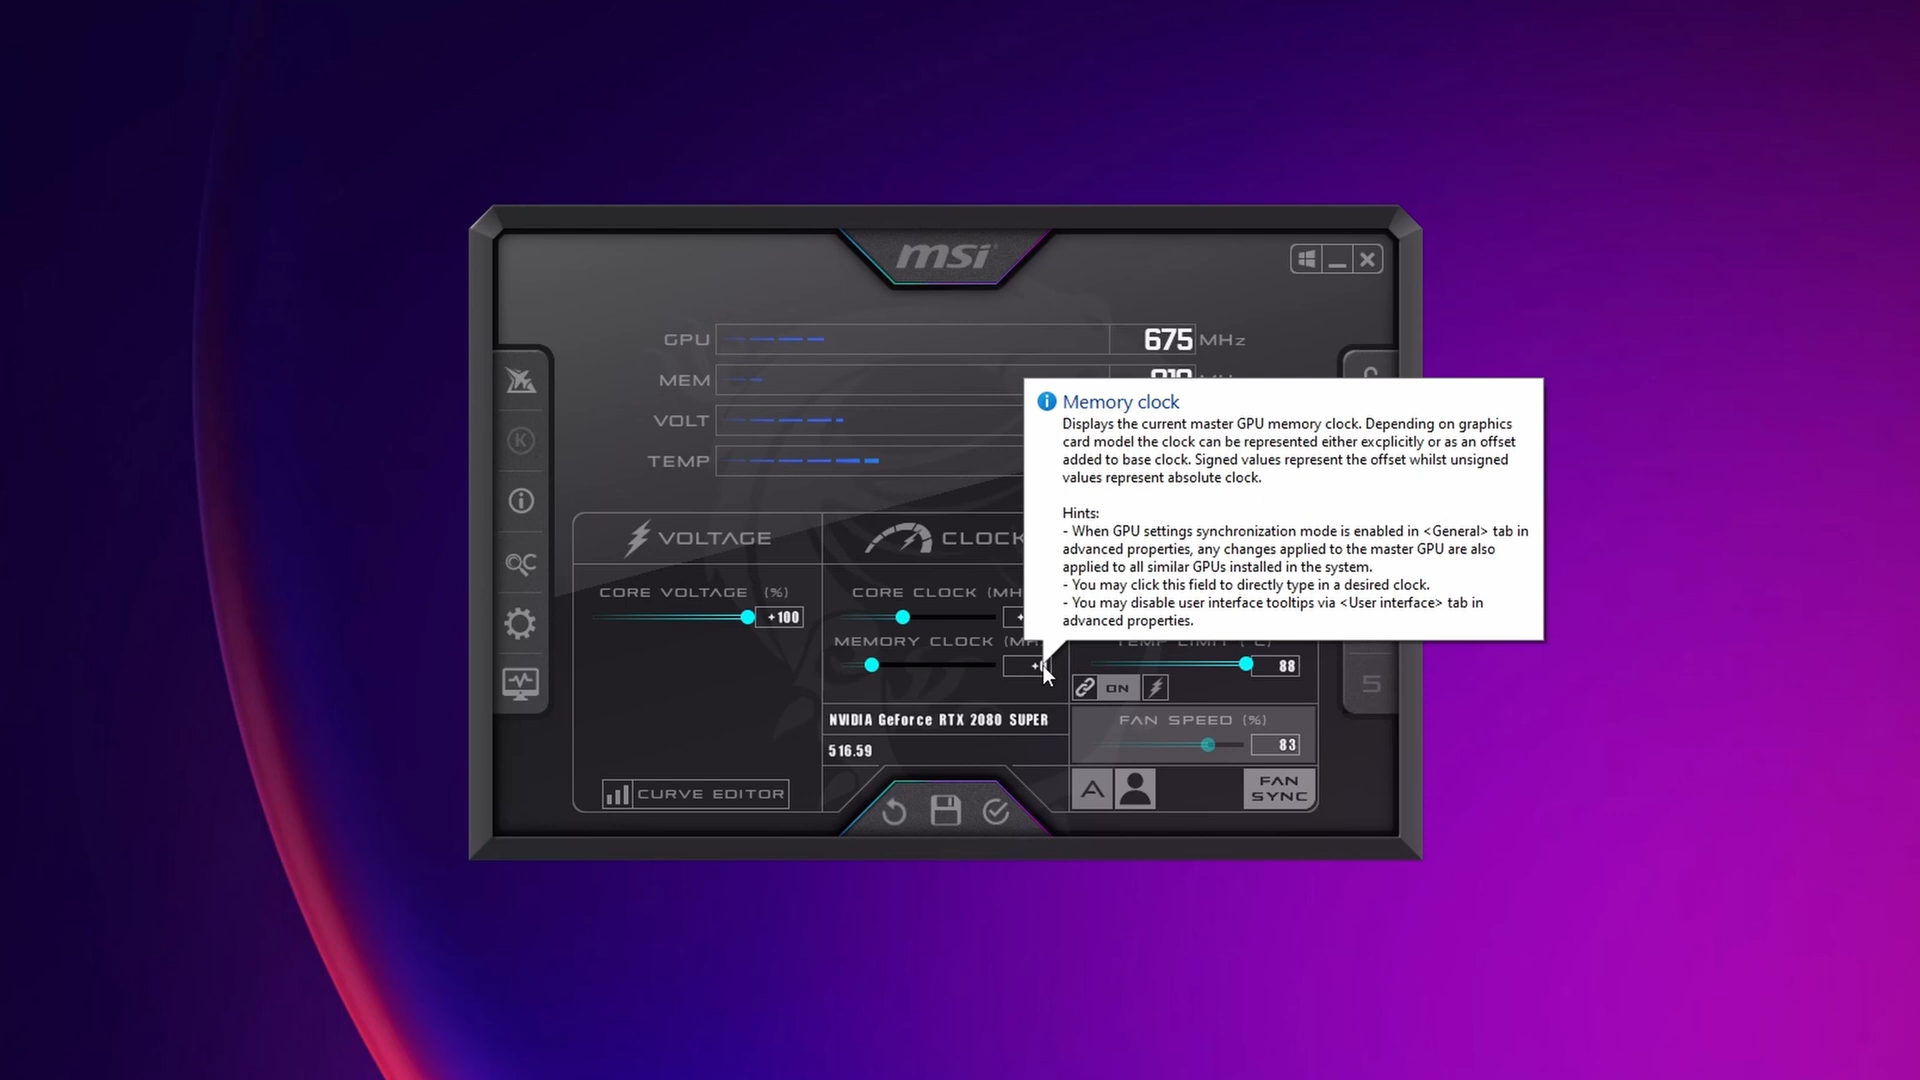 msi
GPU
675 MHz
MEM
VOLT
TEMP
Memory clock
Displays the current master GPU memory clock. Depending on graphics
card model the clock can be represented either excplicitly or as an offset
added to base clock. Signed values represent the offset whilst unsigned
values represent absolute clock.
Hints:
- When GPU settings synchronization mode is enabled in <General> tab in
advanced properties, any changes applied to the master GPU are also
applied to all similar GPUs installed in the system.
- You may click this field to directly type in a desired clock.
- You may disable user interface tooltips via <User interface> tab in
advanced properties.
K
OC
VOLTAGE
CLOCK
CORE VOLTAGE (%)
+100
CORE CLOCK (MH
MEMORY CLOCK (MH
TEMP LIMIT (°C)
88
ON
5
NVIDIA GeForce RTX 2080 SUPER
516.59
FAN SPEED (%)
83
CURVE EDITOR
A
FAN
SYNC